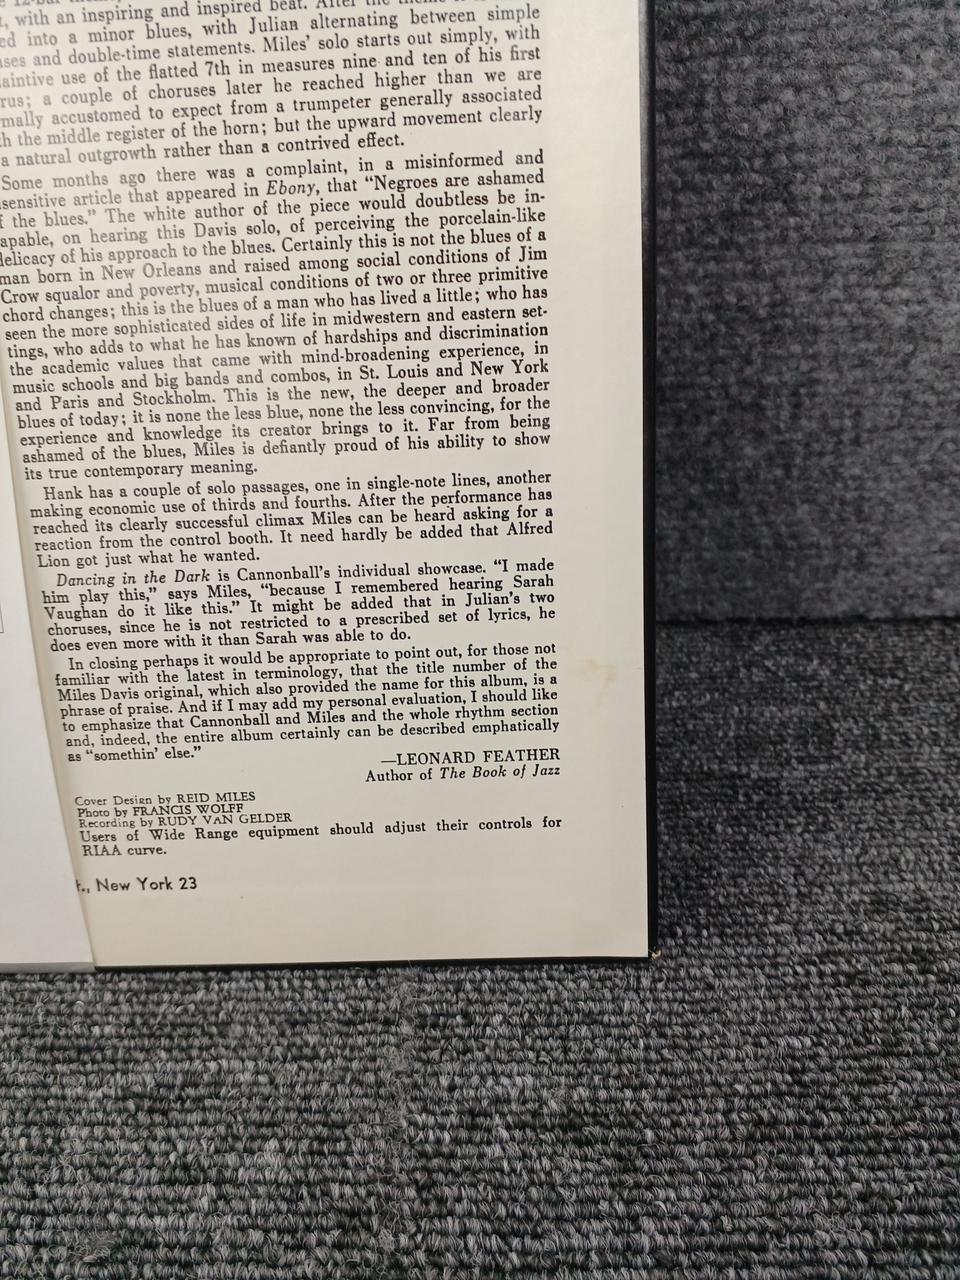 12-bar
, with an inspiring and inspired beat. After the theme
ed into a minor blues, with Julian alternating between simple
ses and double-time statements. Miles' solo starts out simply, with
aintive use of the flatted 7th in measures nine and ten of his first
rus; a couple of choruses later he reached higher than we are
mally accustomed to expect from a trumpeter generally associated
h the middle register of the horn; but the upward movement clearly
a natural outgrowth rather than a contrived effect.
Some months ago there was a complaint, in a misinformed and
sensitive article that appeared in Ebony, that “Negroes are ashamed
f the blues.” The white author of the piece would doubtless be in-
apable, on hearing this Davis solo, of perceiving the porcelain-like
delicacy of his approach to the blues. Certainly this is not the blues of a
man born in New Orleans and raised among social conditions of Jim
Crow squalor and poverty, musical conditions of two or three primitive
chord changes; this is the blues of a man who has lived a little; who has
seen the more sophisticated sides of life in midwestern and eastern set-
tings, who adds to what he has known of hardships and discrimination
the academic values that came with mind-broadening experience, in
music schools and big bands and combos, in St. Louis and New York
and Paris and Stockholm. This is the new, the deeper and broader
blues of today; it is none the less blue, none the less convincing, for the
experience and knowledge its creator brings to it. Far from being
ashamed of the blues, Miles is defiantly proud of his ability to show
its true contemporary meaning.
Hank has a couple of solo passages, one in single-note lines, another
making economic use of thirds and fourths. After the performance has
reached its clearly successful climax Miles can be heard asking for a
reaction from the control booth. It need hardly be added that Alfred
Lion got just what he wanted.
Dancing in the Dark is Cannonball's individual showcase. “I made
him play this,” says Miles, “because I remembered hearing Sarah
Vaughan do it like this.” It might be added that in Julian's two
choruses, since he is not restricted to a prescribed set of lyrics, he
does even more with it than Sarah was able to do.
In closing perhaps it would be appropriate to point out, for those not
familiar with the latest in terminology, that the title number of the
Miles Davis original, which also provided the name for this album, is a
phrase of praise. And if I may add my personal evaluation, I should like
to emphasize that Cannonball and Miles and the whole rhythm section
and, indeed, the entire album certainly can be described emphatically
as “somethin' else.”
—LEONARD FEATHER
Author of The Book of Jazz
Cover Design by REID MILES
Photo by FRANCIS WOLFF
Recording by RUDY VAN GELDER
Users of Wide Range equipment should adjust their controls for
RIAA curve.
t., New York 23